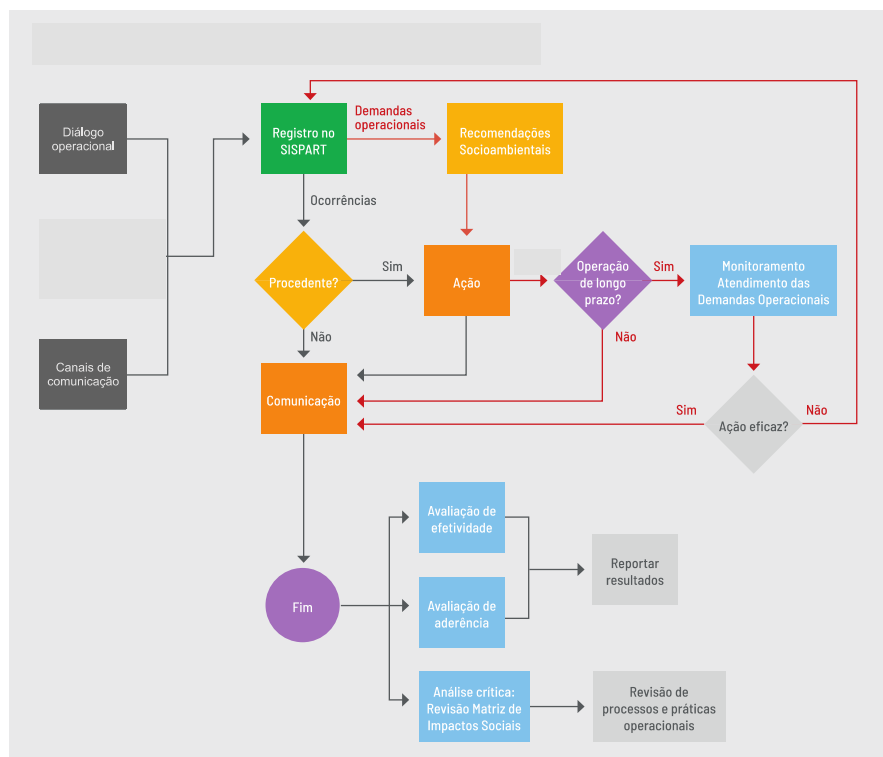 Diálogo
operacional
Registro no
SISPART
Demandas
operacionais
Recomendações
Socioambientais
Ocorrências
Procedente?
Sim
Ação
Operação
de longo
prazo?
Sim
Monitoramento
Atendimento das
Demandas Operacionais
Não
Não
Canais de
comunicação
Comunicação
Sim
Ação eficaz?
Não
Avaliação de
efetividade
Reportar
resultados
Fim
Avaliação de
aderência
Análise crítica:
Revisão Matriz de
Impactos Sociais
Revisão de
processos e práticas
operacionais